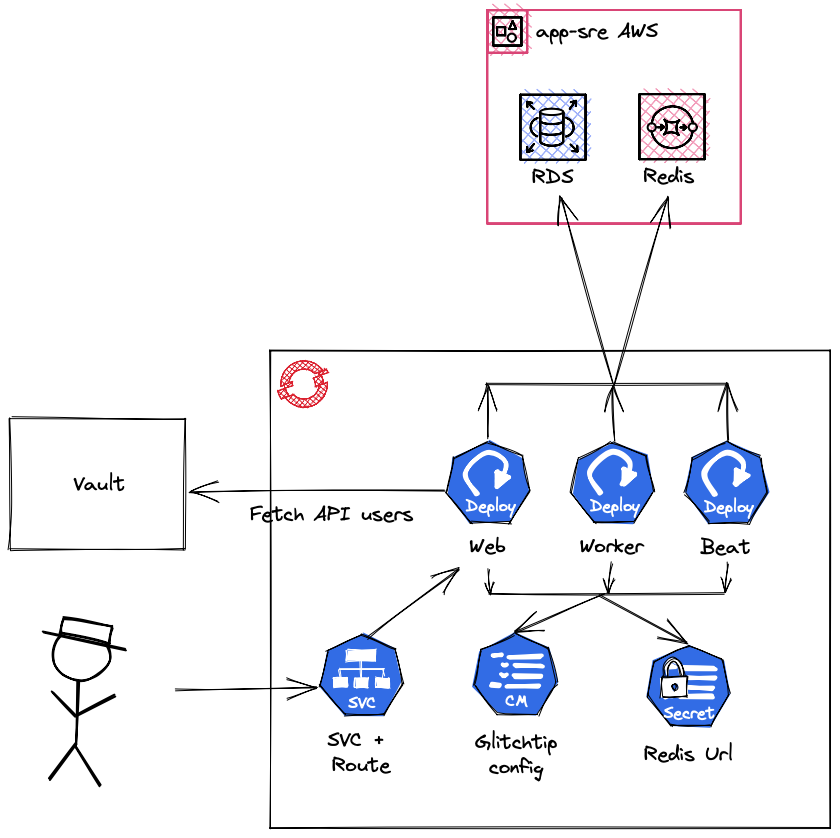 app-sre AWS
RDS
Redis
Vault
Fetch API users
Deploy
Deploy
Deploy
Web
Worker
Beat
SVC
CM
Secret
SVC +
Route
Glitchtip
config
Redis Url